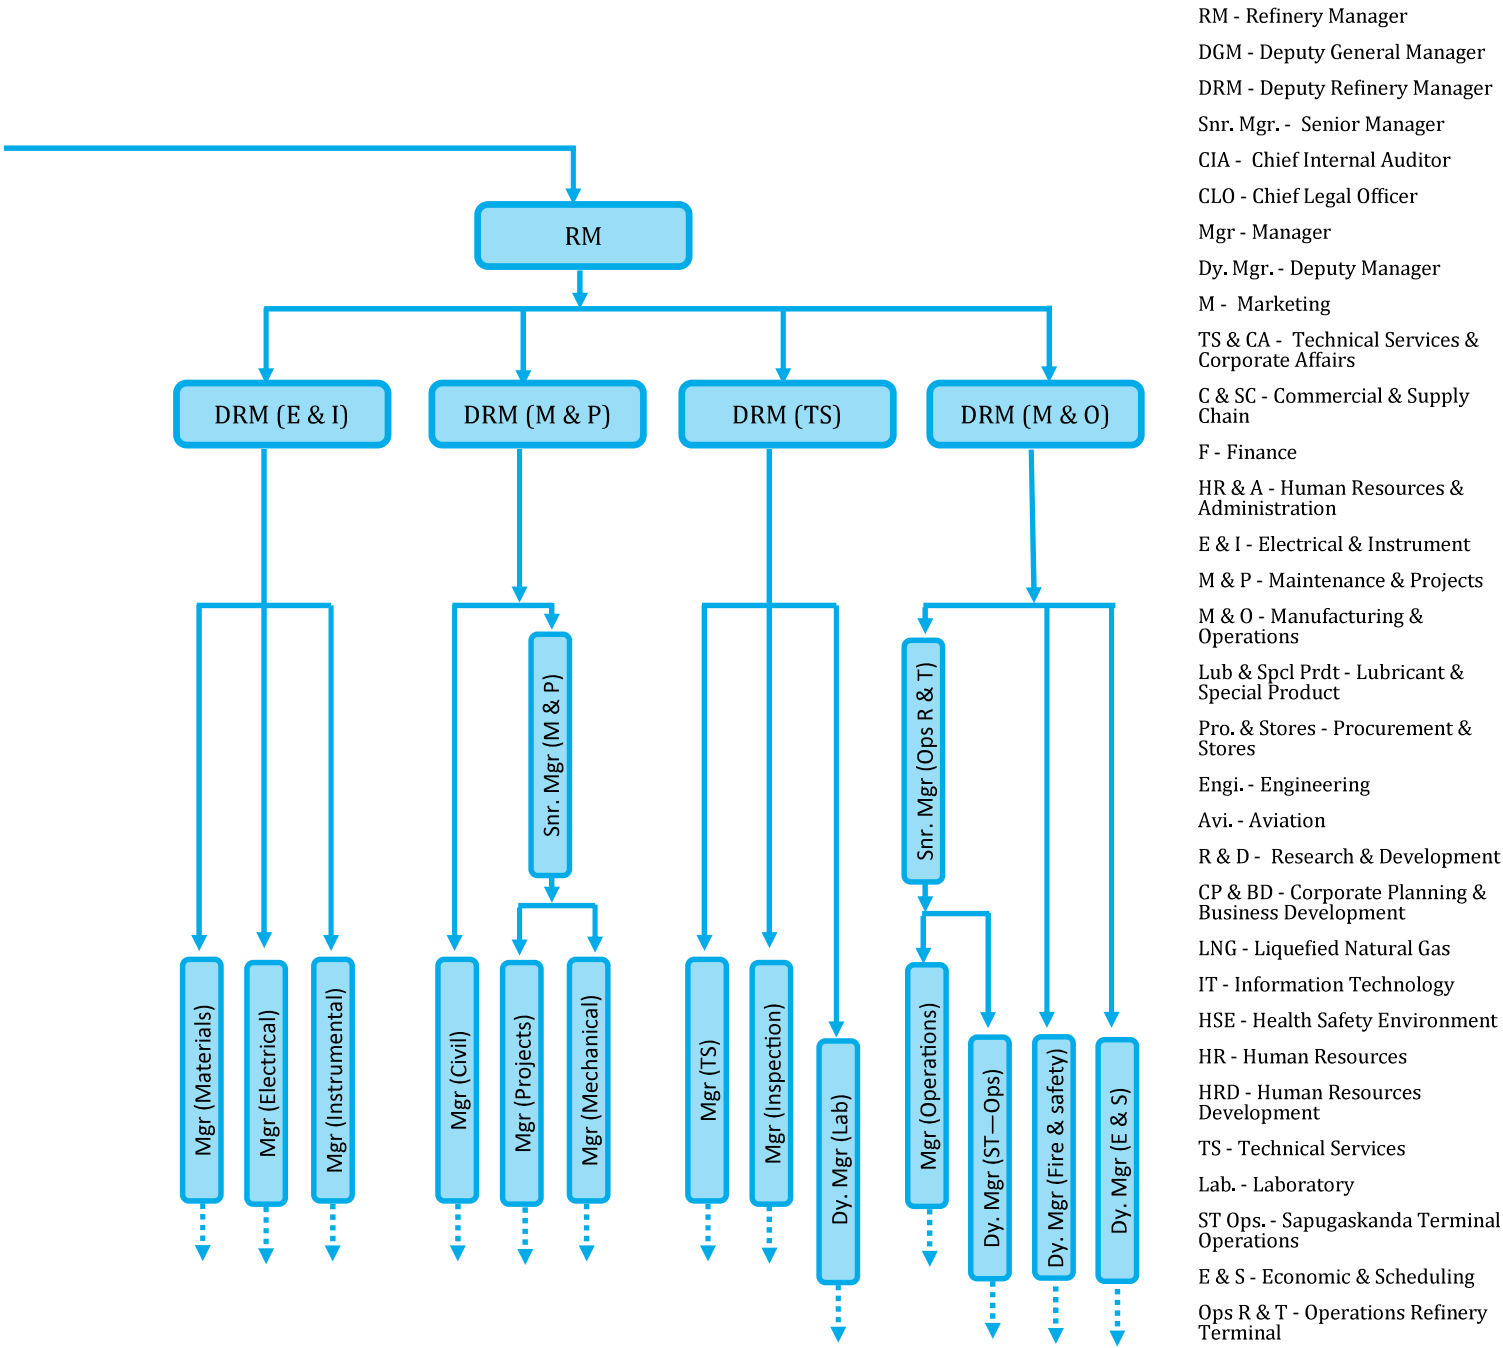 RM
DRM (E & I)
DRM (M & P)
DRM (TS)
DRM (M & O)
Snr. Mgr (M & P)
Snr. Mgr (Ops R & T)
Mgr (Materials)
Mgr (Electrical)
Mgr (Instrumental)
Mgr (Civil)
Mgr (Projects)
Mgr (Mechanical)
Mgr (TS)
Mgr (Inspection)
Dy. Mgr (Lab)
Mgr (Operations)
Dy. Mgr (ST—Ops)
Dy. Mgr (Fire & safety)
Dy. Mgr (E & S)
RM - Refinery Manager
DGM - Deputy General Manager
DRM - Deputy Refinery Manager
Snr. Mgr. - Senior Manager
CIA - Chief Internal Auditor
CLO - Chief Legal Officer
Mgr - Manager
Dy. Mgr. - Deputy Manager
M - Marketing
TS & CA - Technical Services &
Corporate Affairs
C & SC - Commercial & Supply
Chain
F - Finance
HR & A - Human Resources &
Administration
E & I - Electrical & Instrument
M & P - Maintenance & Projects
M & O - Manufacturing &
Operations
Lub & Spcl Prdt - Lubricant &
Special Product
Pro. & Stores - Procurement &
Stores
Engi. - Engineering
Avi. - Aviation
R & D - Research & Development
CP & BD - Corporate Planning &
Business Development
LNG - Liquefied Natural Gas
IT - Information Technology
HSE - Health Safety Environment
HR - Human Resources
HRD - Human Resources
Development
TS - Technical Services
Lab. - Laboratory
ST Ops. - Sapugaskanda Terminal
Operations
E & S - Economic & Scheduling
Ops R & T - Operations Refinery
Terminal